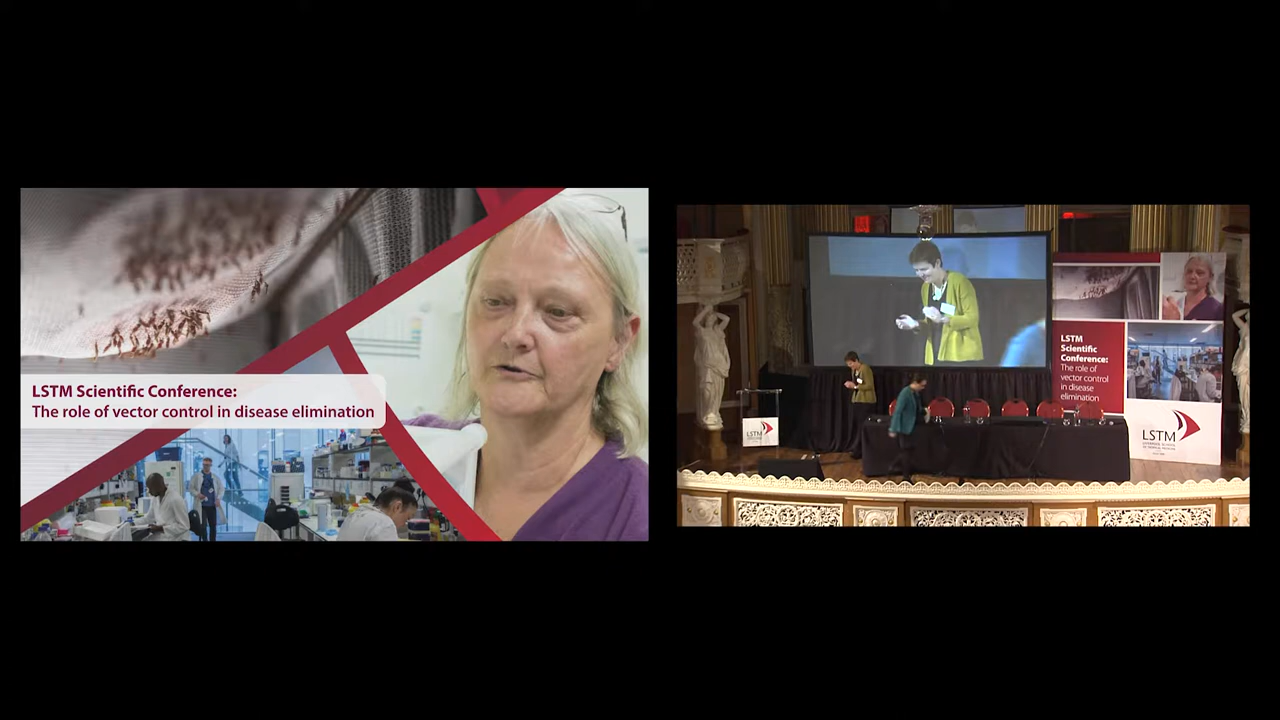 LSTM Scientific Conference:
The role of vector control in disease elimination
LSTM
Scientific
Conference:
The role of
vector control
in disease
elimination
LSTM
LSTM